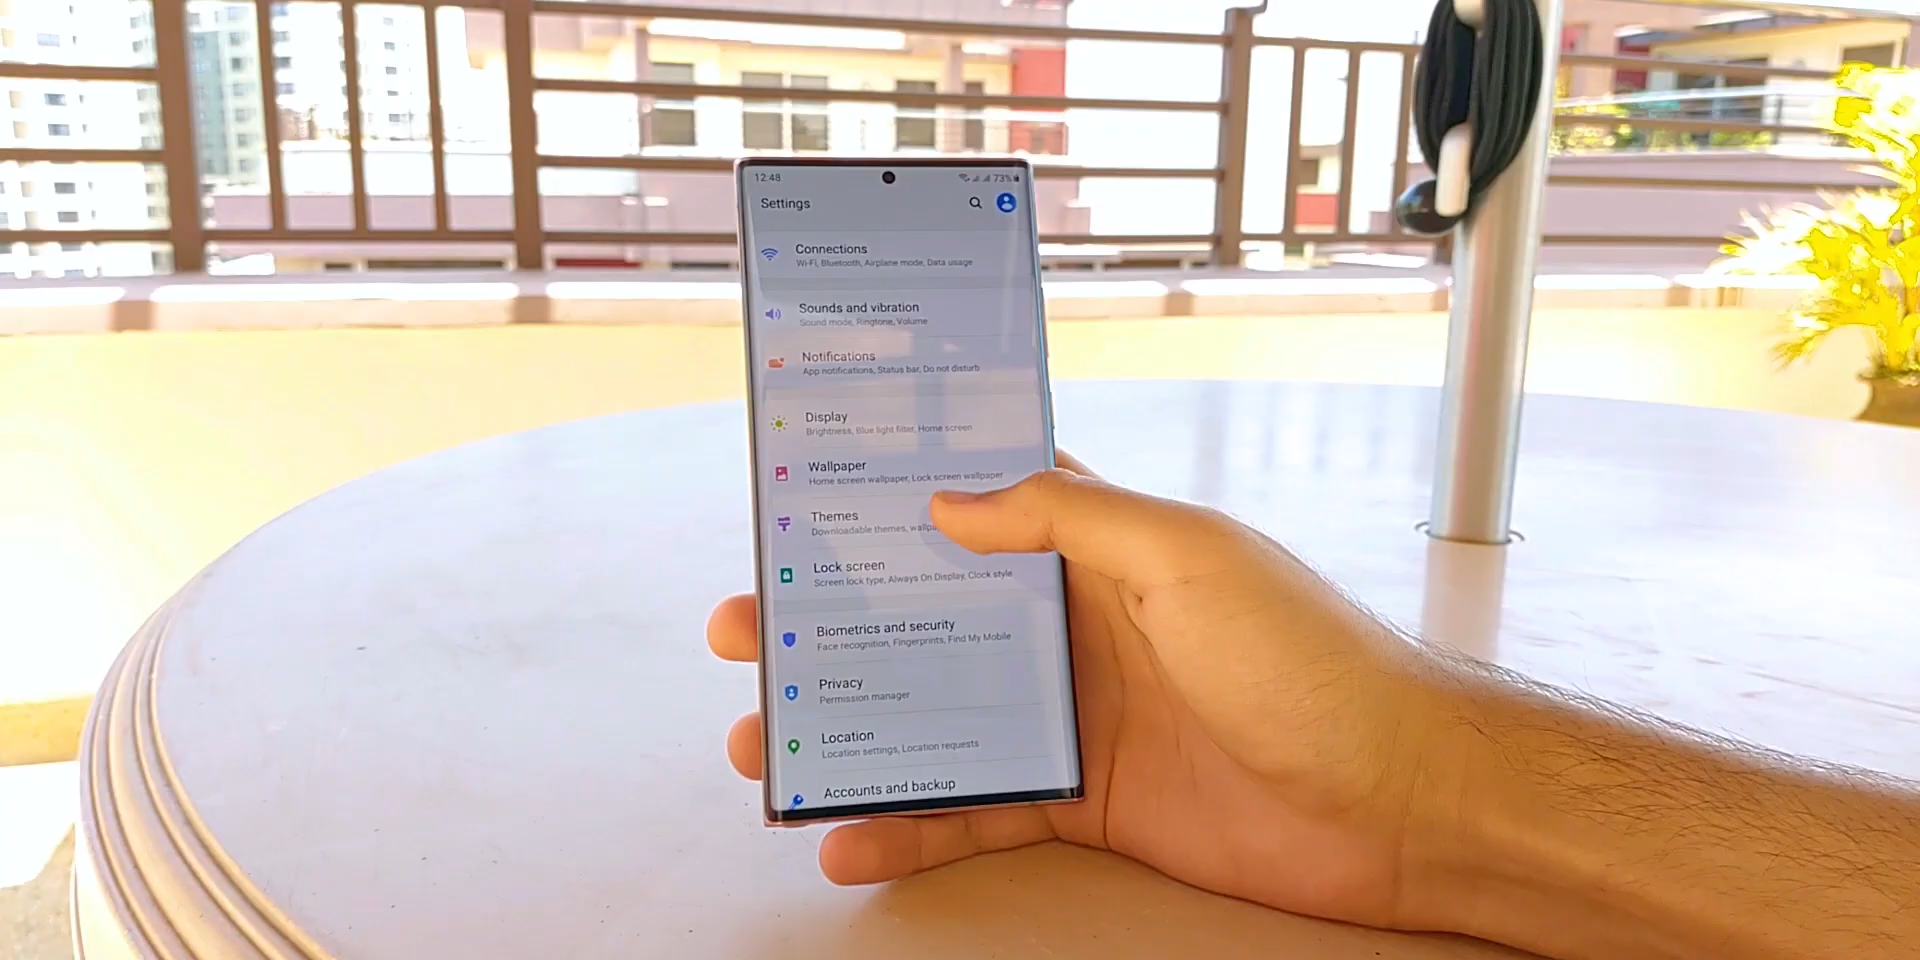 12:48
73%
Settings
Connections
Wi-Fi, Bluetooth, Airplane mode, Data usage
Sounds and vibration
Sound mode, Ringtone, Volume
Notifications
App notifications, Status bar, Do not disturb
Display
Brightness, Blue light filter, Home screen
Wallpaper
Home screen wallpaper, Lock screen wallpaper
Themes
Downloadable themes,
Lock screen
Screen lock type, Always On Display, Clock style
Biometrics and security
Face recognition, Fingerprints, Find My Mobile
Privacy
Permission manager
Location
Location settings, Location requests
Accounts and backup